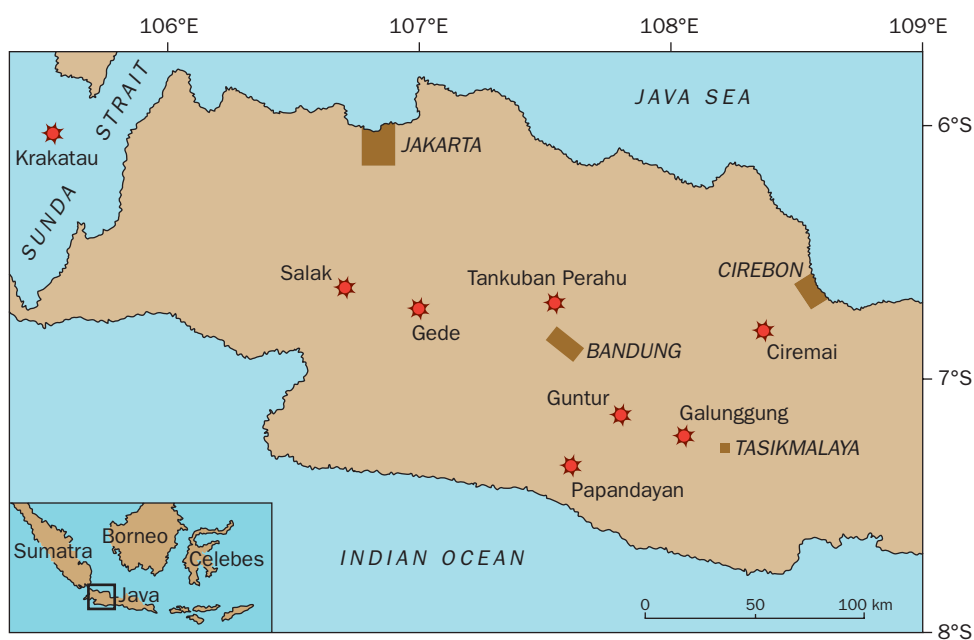 106°E 107°E 108°E 109°E
STRAIT
JAVA SEA
6°S
JAKARTA
Krakatau
SUNDA
CIREBON
Salak
Tankuban Perahu
Gede
BANDUNG
Ciremai
7°S
Guntur
Galunggung
TASIKMALAYA
Papandayan
Borneo
Sumatra
Celebes
INDIAN OCEAN
Java
0 50 100 km
8°S